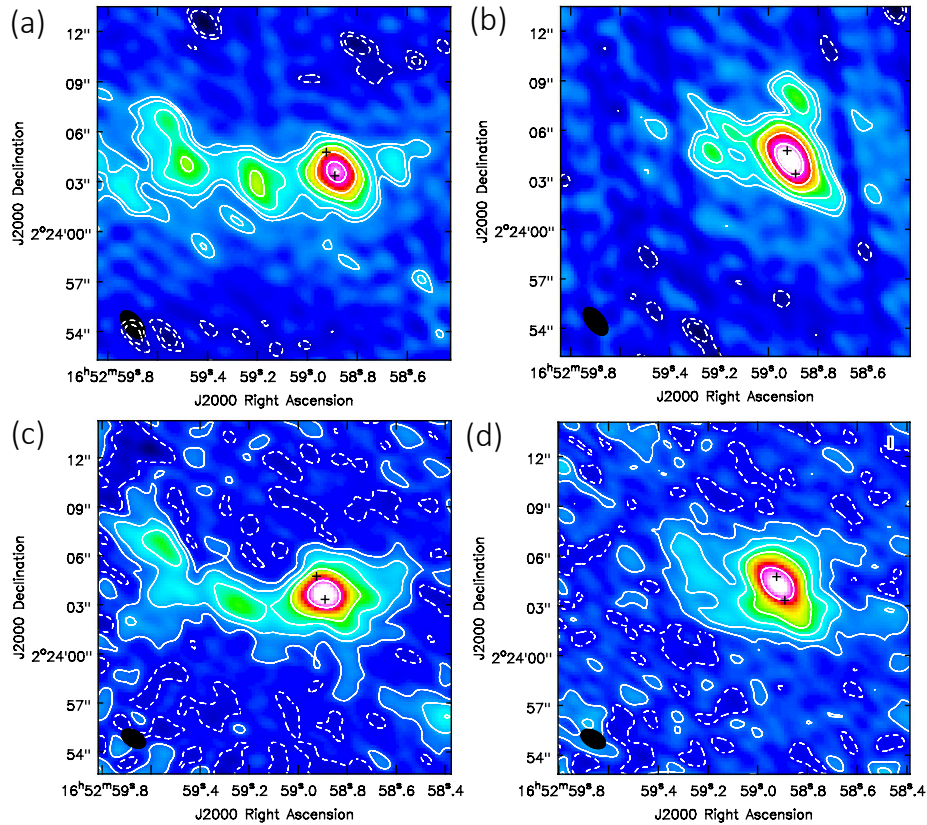 (a)
12"
09"
06"
03"
2°24'00"
57"
54"
J2000 Declination
16ʰ52ᵐ59ˢ.8 59ˢ.4 59ˢ.2 59ˢ.0 58ˢ.8 58ˢ.6
J2000 Right Ascension
(b)
12"
09"
06"
03"
2°24'00"
57"
54"
J2000 Declination
16ʰ52ᵐ59ˢ.8 59ˢ.4 59ˢ.2 59ˢ.0 58ˢ.8 58ˢ.6
J2000 Right Ascension
(c)
12"
09"
06"
03"
2°24'00"
57"
54"
J2000 Declination
16ʰ52ᵐ59ˢ.8 59ˢ.4 59ˢ.2 59ˢ.0 58ˢ.8 58ˢ.6 58ˢ.4
J2000 Right Ascension
(d)
12"
09"
06"
03"
2°24'00"
57"
54"
J2000 Declination
16ʰ52ᵐ59ˢ.8 59ˢ.4 59ˢ.2 59ˢ.0 58ˢ.8 58ˢ.6 58ˢ.4
J2000 Right Ascension